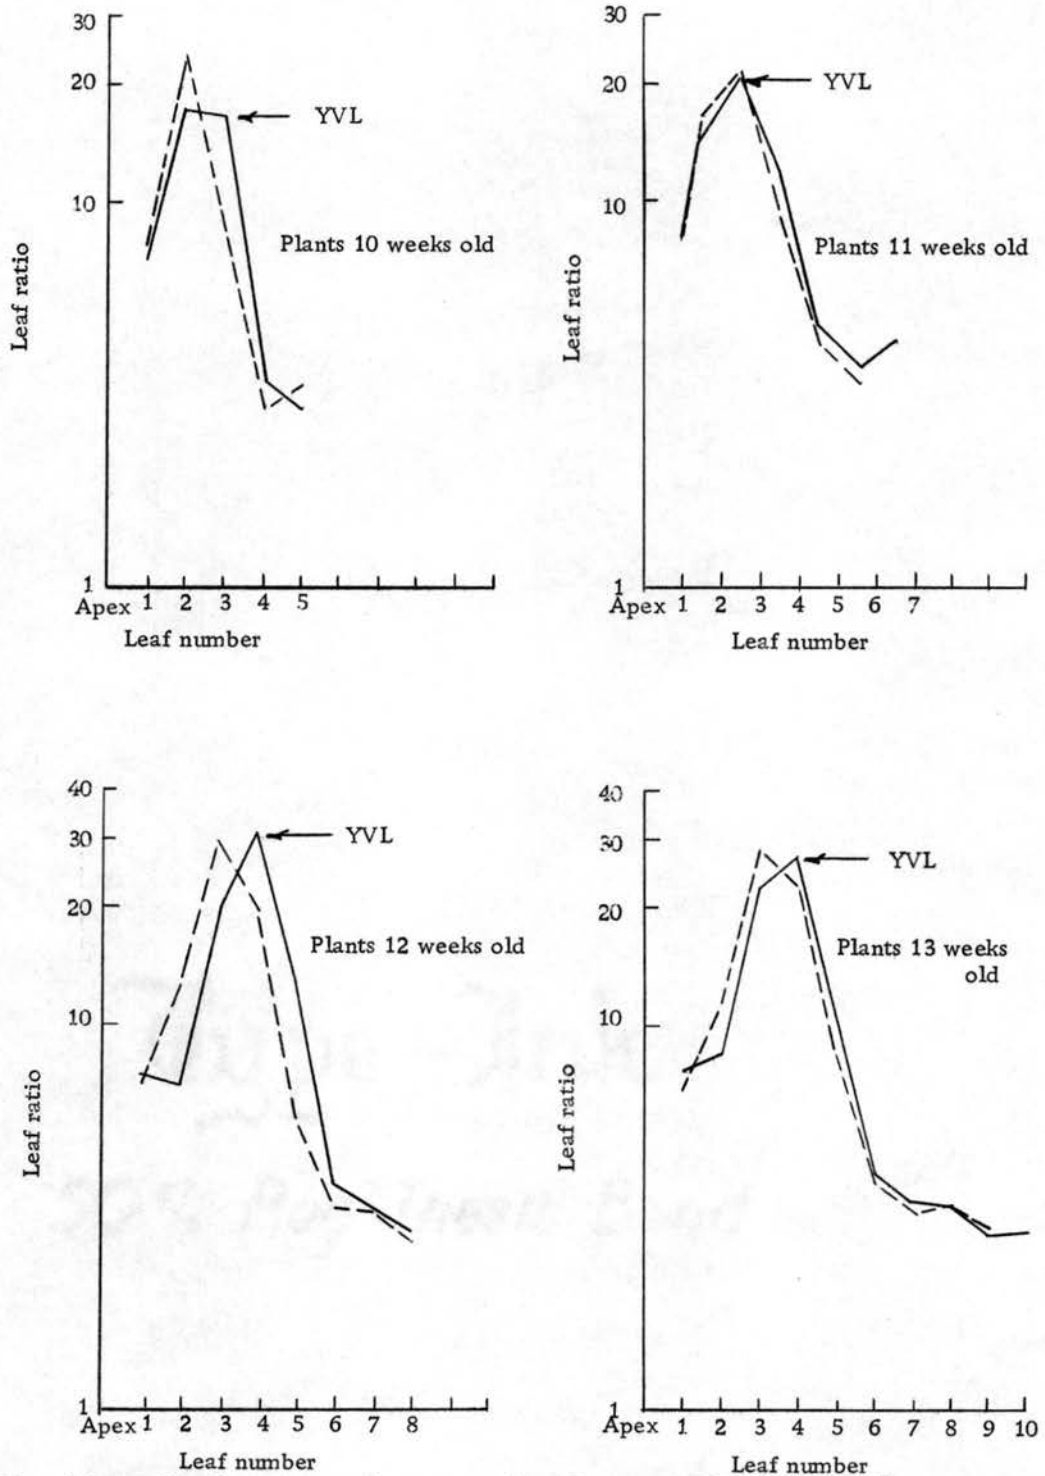 30
20
10
1
Leaf ratio
YVL
Plants 10 weeks old
Apex 1 2 3 4 5
Leaf number
30
20
10
1
Leaf ratio
YVL
Plants 11 weeks old
Apex 1 2 3 4 5 6 7
Leaf number
40
30
20
10
1
Leaf ratio
YVL
Plants 12 weeks old
Apex 1 2 3 4 5 6 7 8
Leaf number
40
30
20
10
1
Leaf ratio
YVL
Plants 13 weeks
old
Apex 1 2 3 4 5 6 7 8 9 10
Leaf number